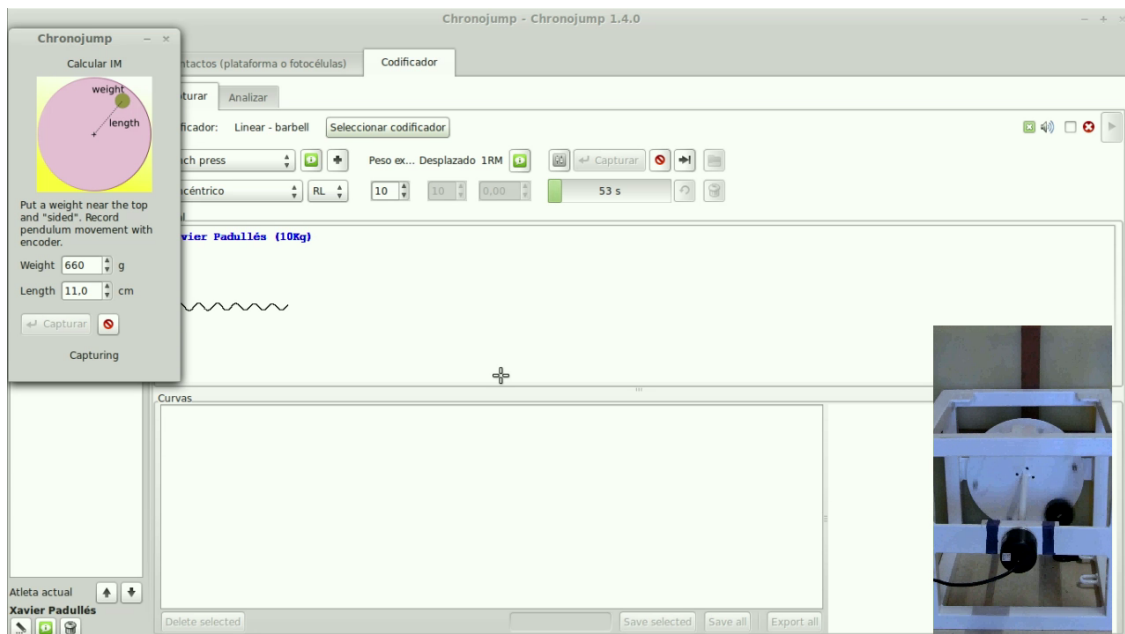 Chronojump - Chronojump 1.4.0
Chronojump
Calcular IM
weight
length
Put a weight near the top
and "sided". Record
pendulum movement with
encoder.
Weight 660 g
Length 11,0 cm
Capturar
Capturing
ntactos (plataforma o fotocélulas) Codificador
turar Analizar
ficador: Linear - barbell Seleccionar codificador
ch press Peso ex... Desplazado 1RM Capturar
céntrico RL 10 10 0,00 53 s
vier Padullés (10Kg)
Curvas
Atleta actual
Xavier Padullés
Delete selected Save selected Save all Export all